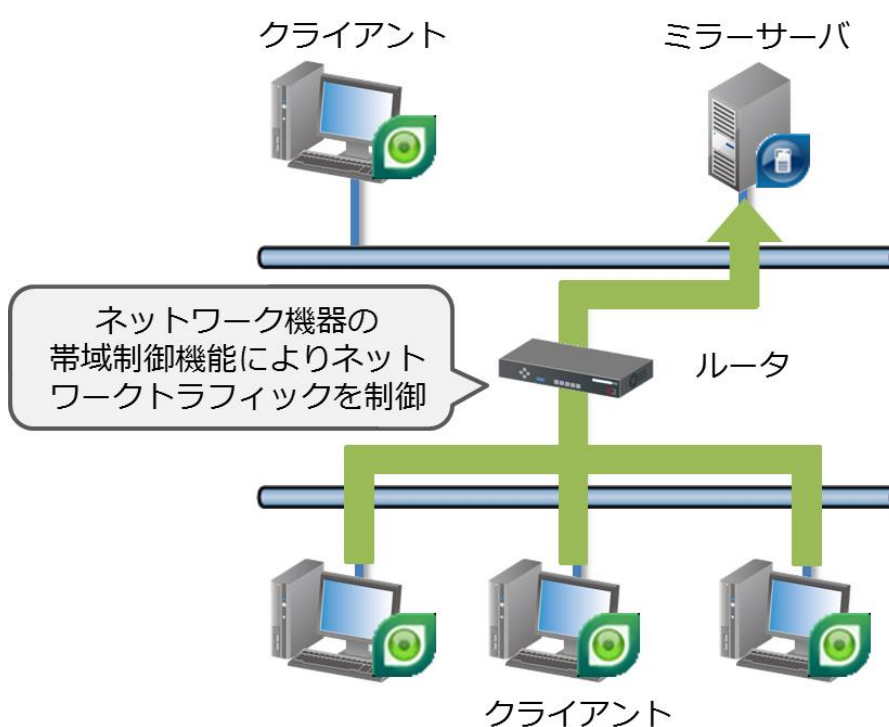 クライアント
ミラーサーバ
ネットワーク機器の
帯域制御機能によりネット
ワークトラフィックを制御
ルータ
クライアント